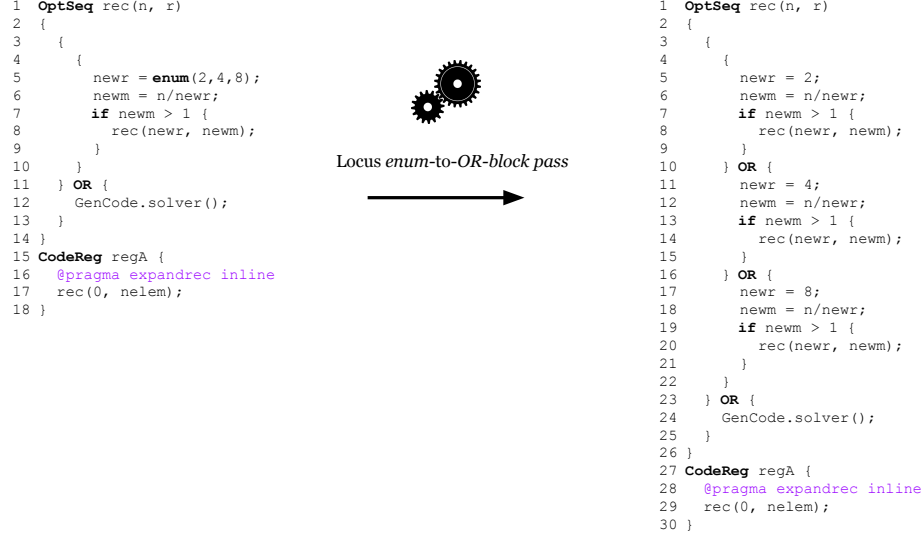 1 OptSeq rec(n, r)
2 {
3 {
4 {
5 newr = enum(2,4,8);
6 newm = n/newr;
7 if newm > 1 {
8 rec(newr, newm);
9 }
10 }
11 } OR {
12 GenCode.solver();
13 }
14 }
15 CodeReg regA {
16 @pragma expandrec inline
17 rec(0, nelem);
18 }
Locus enum-to-OR-block pass
1 OptSeq rec(n, r)
2 {
3 {
4 {
5 newr = 2;
6 newm = n/newr;
7 if newm > 1 {
8 rec(newr, newm);
9 }
10 } OR {
11 newr = 4;
12 newm = n/newr;
13 if newm > 1 {
14 rec(newr, newm);
15 }
16 } OR {
17 newr = 8;
18 newm = n/newr;
19 if newm > 1 {
20 rec(newr, newm);
21 }
22 }
23 } OR {
24 GenCode.solver();
25 }
26 }
27 CodeReg regA {
28 @pragma expandrec inline
29 rec(0, nelem);
30 }